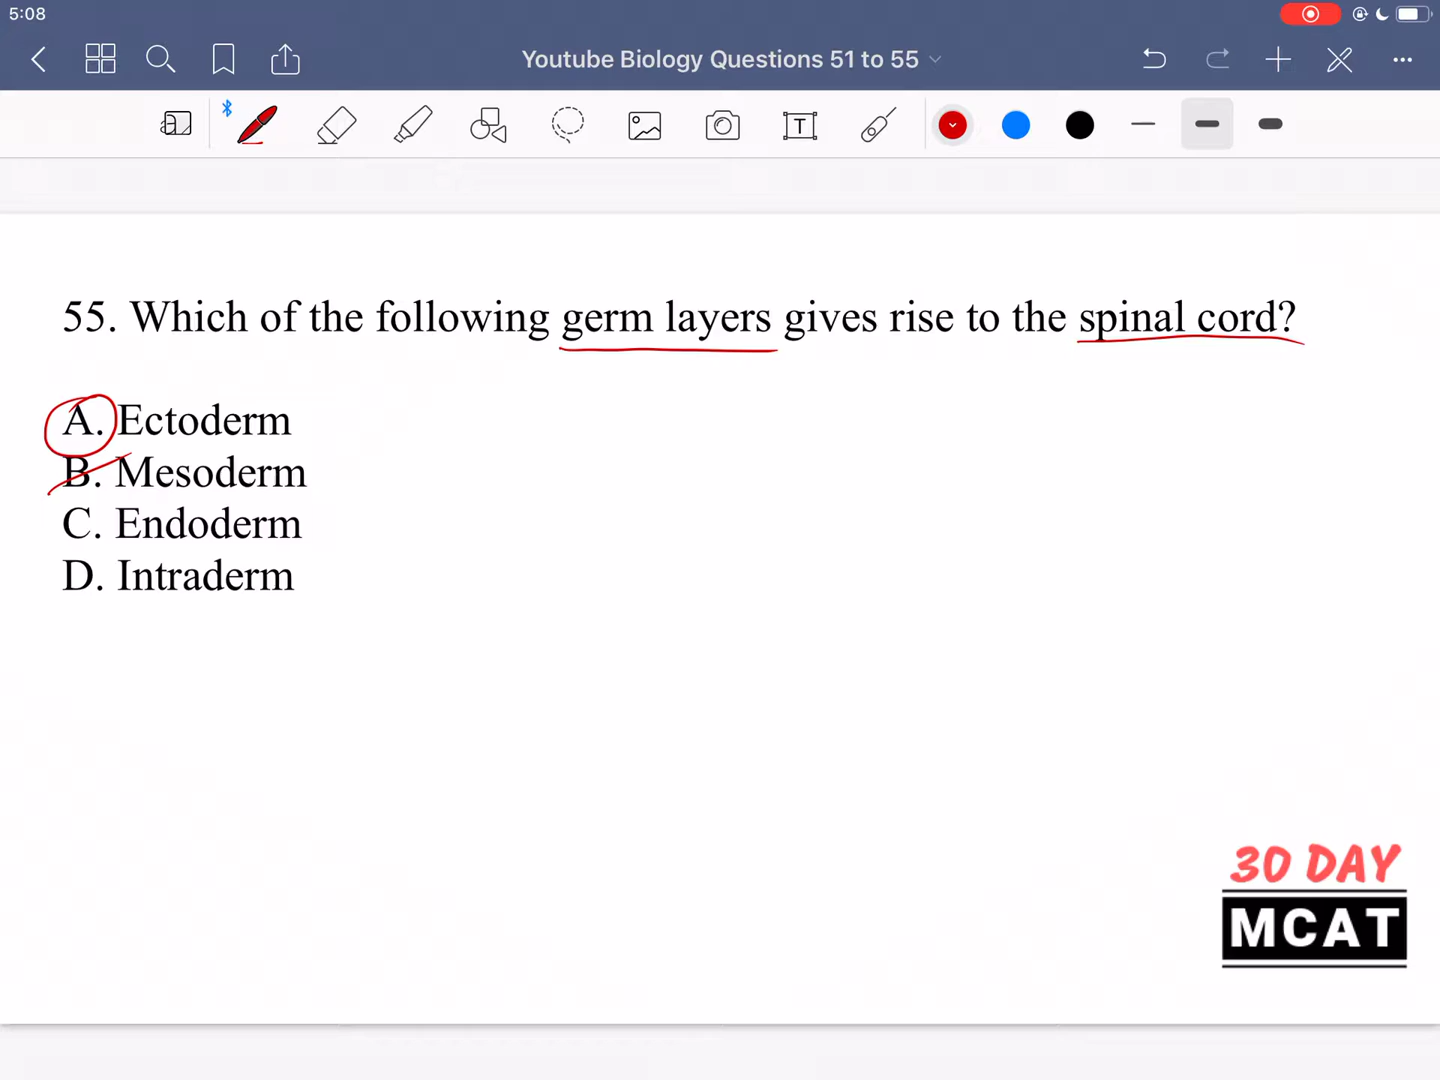 5:08
Youtube Biology Questions 51 to 55
55. Which of the following germ layers gives rise to the spinal cord?
A. Ectoderm
B. Mesoderm
C. Endoderm
D. Intraderm
30 DAY
MCAT